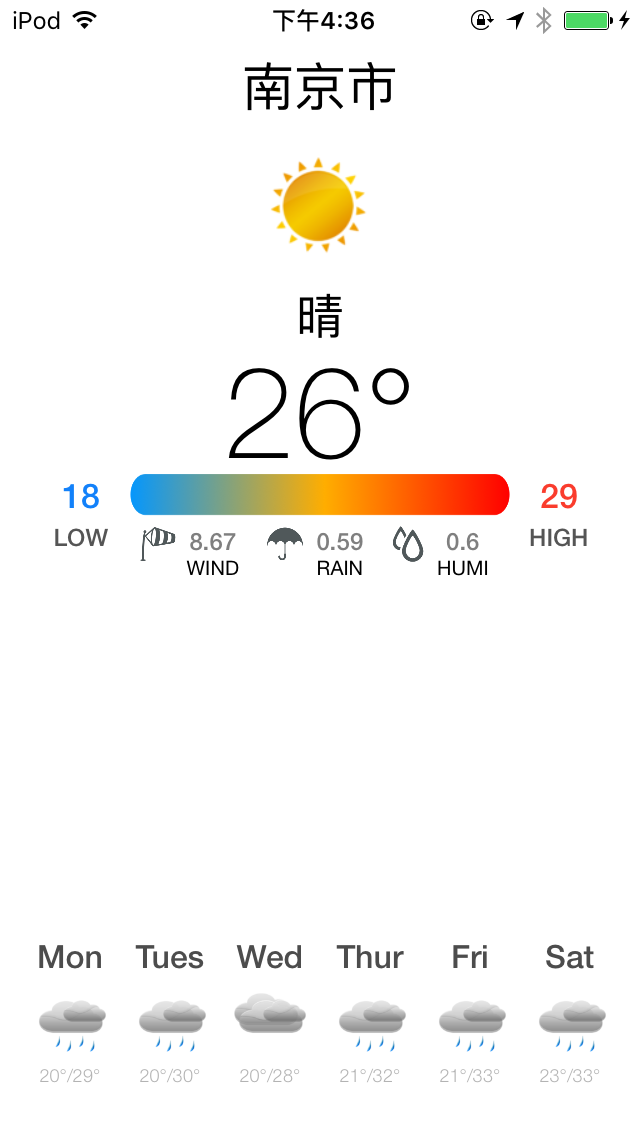 iPod 下午4:36
南京市
晴
26°
18 29
LOW 8.67 0.59 0.6 HIGH
WIND RAIN HUMI
Mon Tues Wed Thur Fri Sat
20°/29° 20°/30° 20°/28° 21°/32° 21°/33° 23°/33°